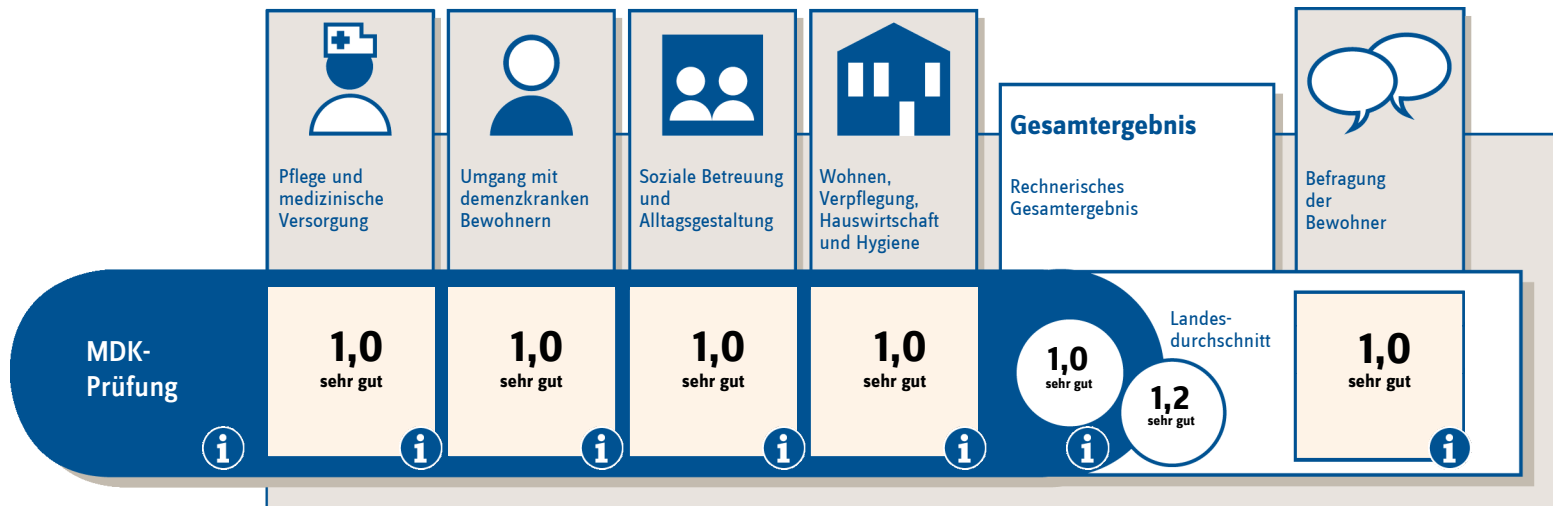 Pflege und
medizinische
Versorgung
Umgang mit
demenzkranken
Bewohnern
Soziale Betreuung
und
Alltagsgestaltung
Wohnen,
Verpflegung,
Hauswirtschaft
und Hygiene
Gesamtergebnis
Rechnerisches
Gesamtergebnis
Befragung
der
Bewohner
MDK-
Prüfung
i
1,0
sehr gut
i
1,0
sehr gut
i
1,0
sehr gut
i
1,0
sehr gut
i
1,0
sehr gut
i
Landes-
durchschnitt
1,2
sehr gut
1,0
sehr gut
i